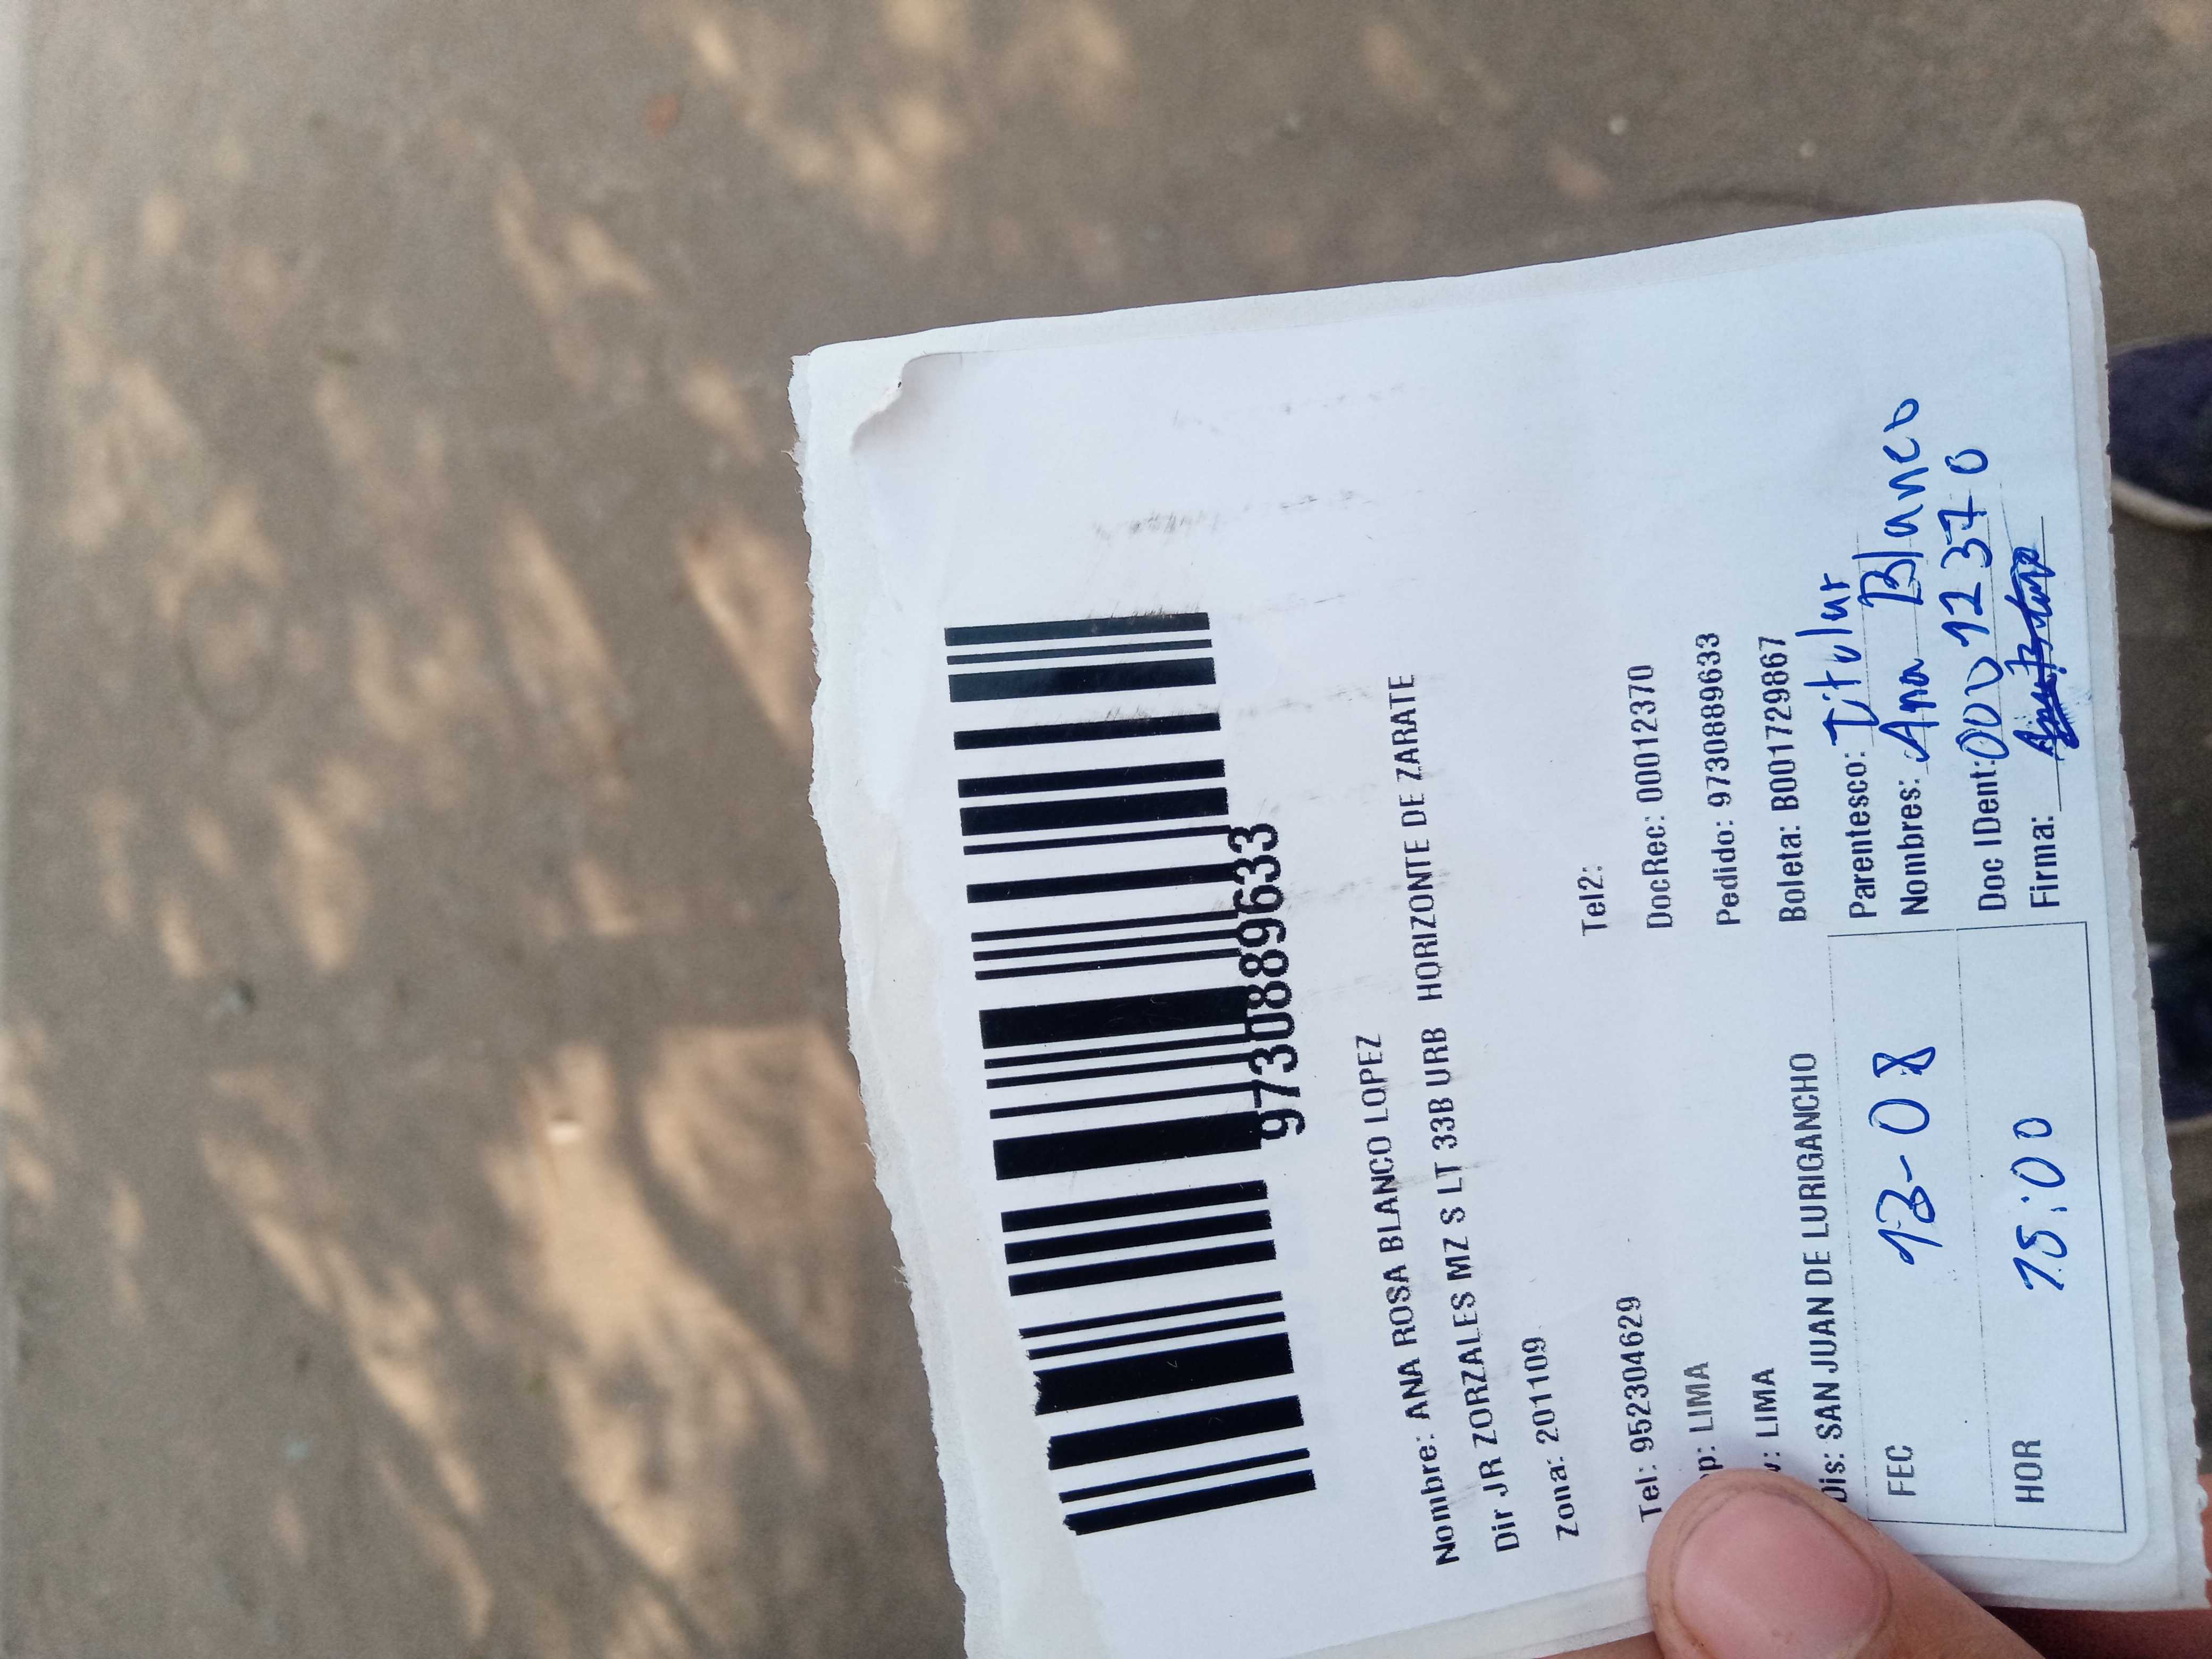 9730889633
Nombre: ANA ROSA BLANCO LOPEZ
Dir JR ZORZALES MZ S LT 33B URB HORIZONTE DE ZARATE
Zona: 201109
Tel: 952304629 Tel2:
p: LIMA DocRec: 00012370
v: LIMA Pedido: 9730889633
Dis: SAN JUAN DE LURIGANCHO Boleta: B001729867
FEC 13-08 Parentesco: Titular
Nombres: Ana Blanco
HOR 15:00 Doc IDent: 00012370
Firma: